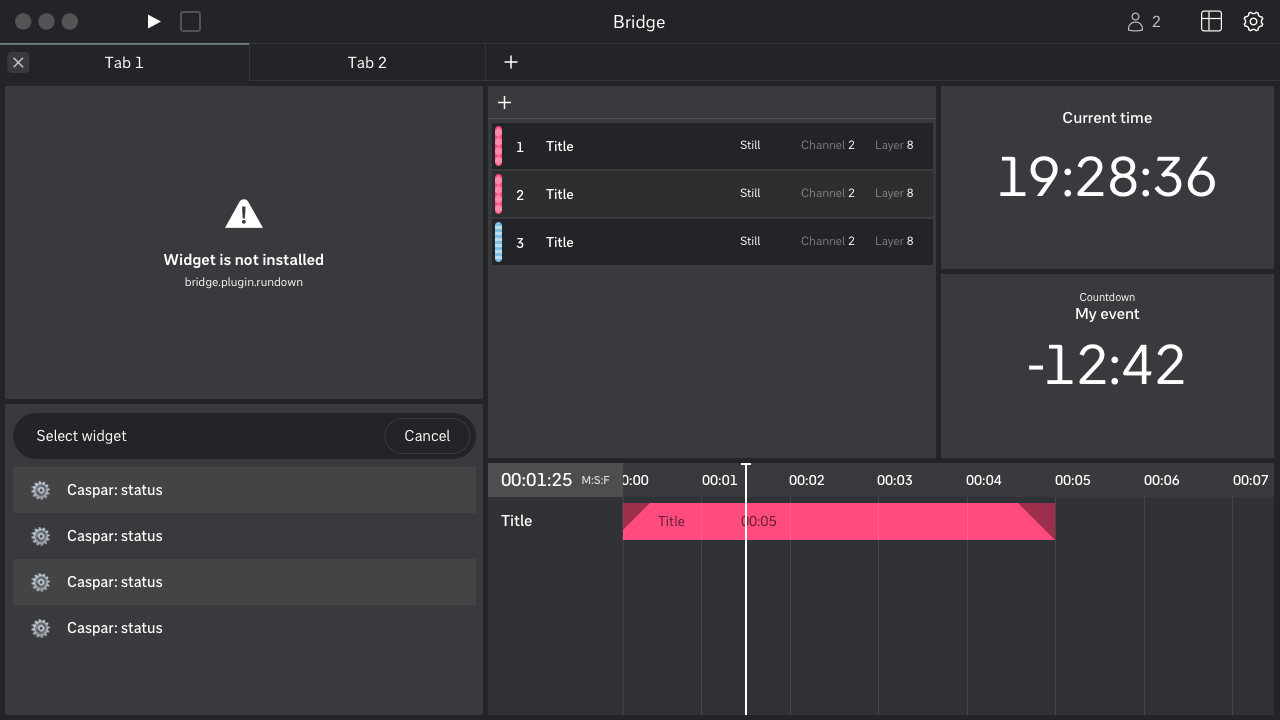 Bridge
2
Tab 1
Tab 2
Widget is not installed
bridge.plugin.rundown
Select widget
Cancel
Caspar: status
Caspar: status
Caspar: status
Caspar: status
1 Title Still Channel 2 Layer 8
2 Title Still Channel 2 Layer 8
3 Title Still Channel 2 Layer 8
Current time
19:28:36
Countdown
My event
-12:42
00:01:25 M:S:F 0:00 00:01 00:02 00:03 00:04 00:05 00:06 00:07
Title Title 00:05